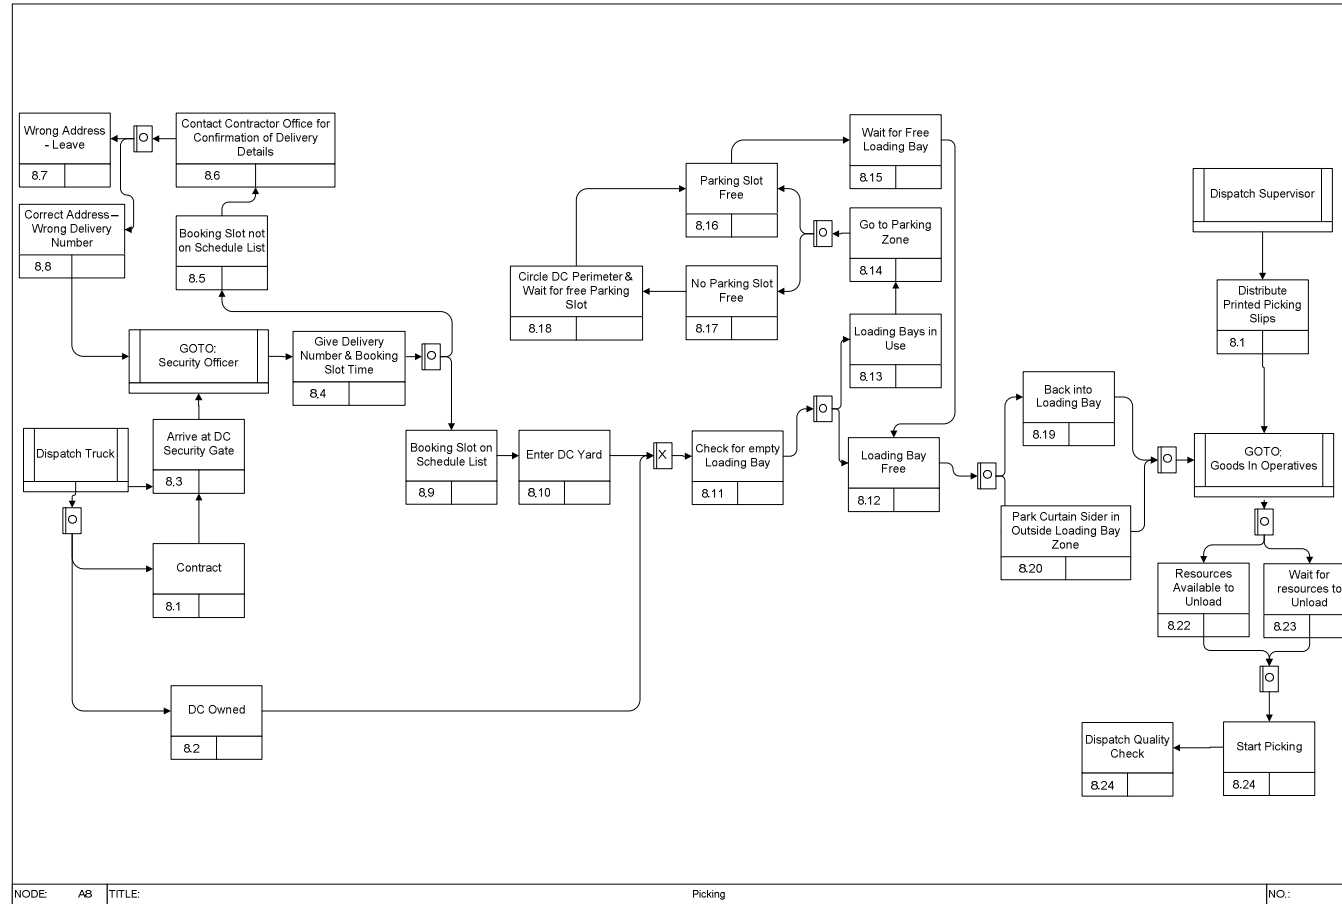 Wrong Address
- Leave
8.7
O
Contact Contractor Office for
Confirmation of Delivery
Details
8.6
Correct Address –
Wrong Delivery
Number
8.8
Booking Slot not
on Schedule List
8.5
GOTO:
Security Officer
Give Delivery
Number & Booking
Slot Time
8.4
O
Dispatch Truck
Arrive at DC
Security Gate
8.3
O
Contract
8.1
DC Owned
8.2
Booking Slot on
Schedule List
8.9
Enter DC Yard
8.10
X
Check for empty
Loading Bay
8.11
O
Wait for Free
Loading Bay
8.15
Parking Slot
Free
8.16
O
Go to Parking
Zone
8.14
Circle DC Perimeter &
Wait for free Parking
Slot
8.18
No Parking Slot
Free
8.17
Loading Bays in
Use
8.13
Loading Bay
Free
8.12
O
Back into
Loading Bay
8.19
Park Curtain Sider in
Outside Loading Bay
Zone
8.20
O
Dispatch Supervisor
Distribute
Printed Picking
Slips
8.1
GOTO:
Goods In Operatives
O
Resources
Available to
Unload
8.22
Wait for
resources to
Unload
8.23
O
Dispatch Quality
Check
8.24
Start Picking
8.24
NODE: A8 TITLE: Picking NO.: